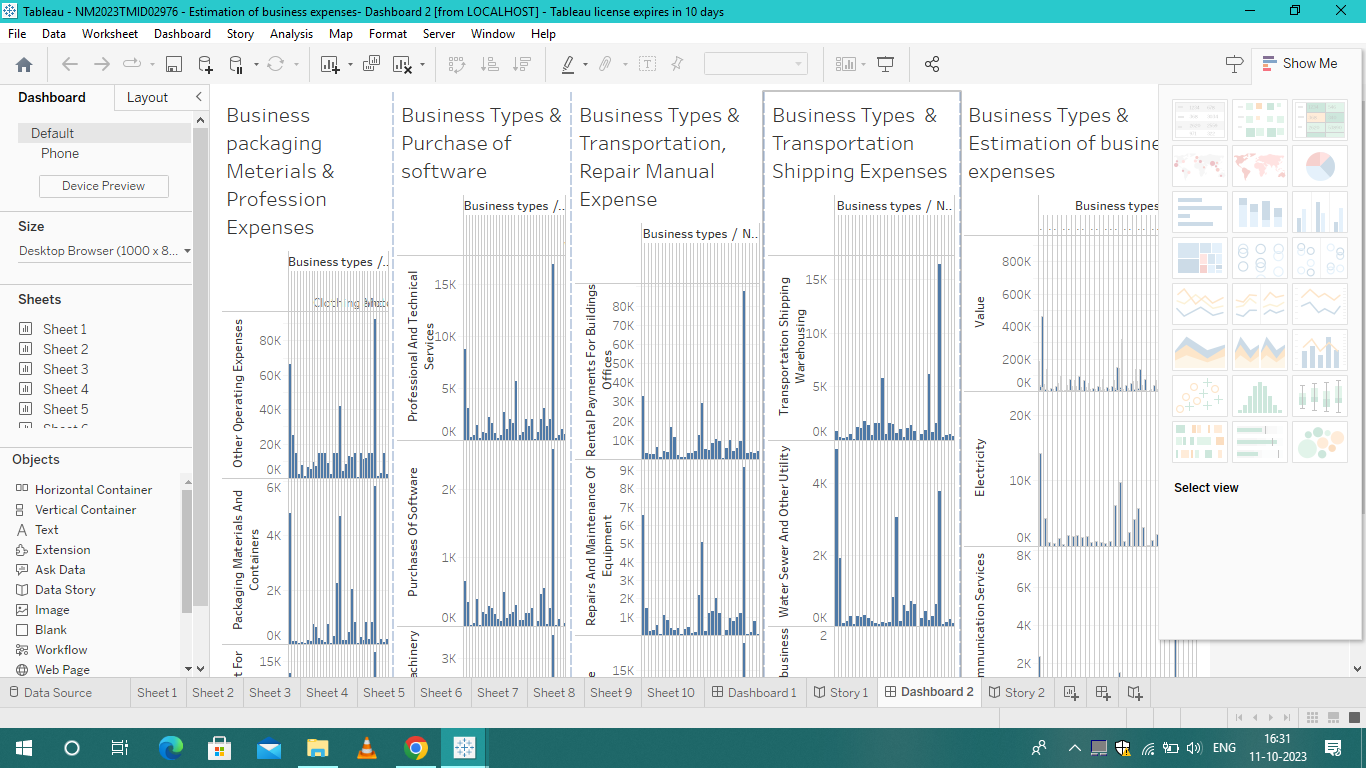 Tableau - NM2023TMID02976 - Estimation of business expenses- Dashboard 2 [from LOCALHOST] - Tableau license expires in 10 days
File Data Worksheet Dashboard Story Analysis Map Format Server Window Help
Show Me
Dashboard Layout
Default
Phone
Device Preview
Size
Desktop Browser (1000 x 8...
Sheets
Sheet 1
Sheet 2
Sheet 3
Sheet 4
Sheet 5
Objects
Horizontal Container
Vertical Container
Text
Extension
Ask Data
Data Story
Image
Blank
Workflow
Web Page
Business
packaging
Meterials &
Profession
Expenses
Business types /..
Other Operating Expenses
80K
60K
40K
20K
0K
Packaging Materials And
Containers
6K
4K
2K
0K
t For
15K
Business Types &
Purchase of
software
Business types /..
Professional And Technical
Services
15K
10K
5K
0K
Purchases Of Software
2K
1K
0K
achinery
3K
Business Types &
Transportation,
Repair Manual
Expense
Business types / N..
Rental Payments For Buildings
Offices
80K
70K
60K
50K
40K
30K
20K
10K
Repairs And Maintenance Of
Equipment
9K
8K
7K
6K
5K
4K
3K
2K
1K
e
15K
Business Types &
Transportation
Shipping Expenses
Business types / N..
Transportation Shipping
Warehousing
15K
10K
5K
0K
Water Sewer And Other Utility
4K
2K
0K
business
2
Business Types &
Estimation of busine
expenses
Business types
Value
800K
600K
400K
200K
0K
Electricity
20K
10K
0K
mmunication Services
8K
4K
2K
Select view
Data Source Sheet 1 Sheet 2 Sheet 3 Sheet 4 Sheet 5 Sheet 6 Sheet 7 Sheet 8 Sheet 9 Sheet 10 Dashboard 1 Story 1 Dashboard 2 Story 2
ENG
16:31
11-10-2023